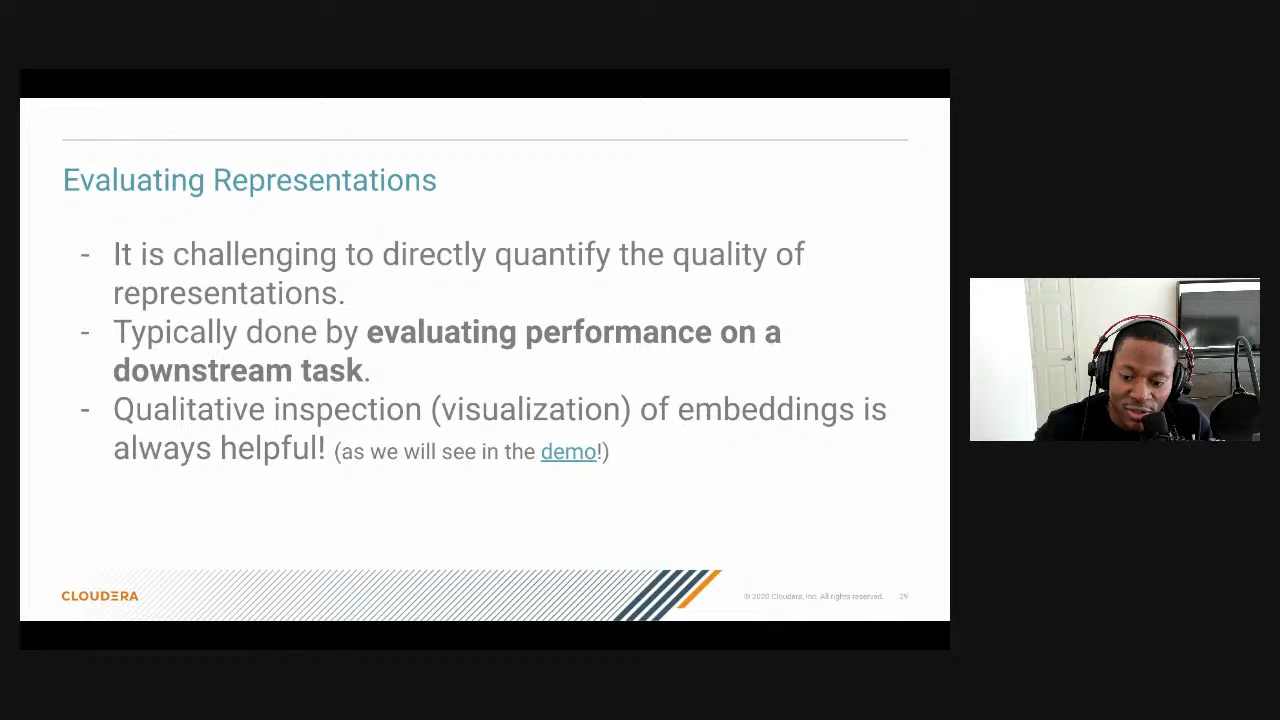 Evaluating Representations
- It is challenging to directly quantify the quality of
representations.
- Typically done by evaluating performance on a
downstream task.
- Qualitative inspection (visualization) of embeddings is
always helpful! (as we will see in the demo!)
CLOUDERA
© 2020 Cloudera, Inc. All rights reserved. 29